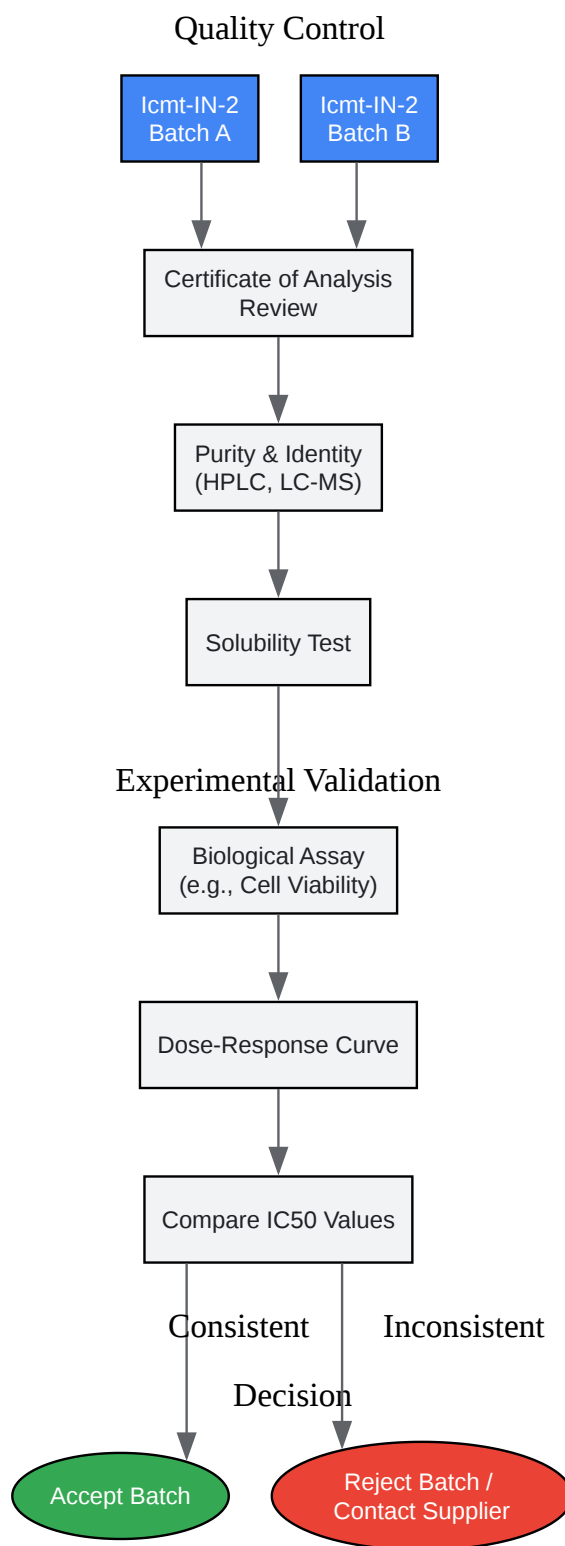 Quality Control
Icmt-IN-2
Batch A
Icmt-IN-2
Batch B
Certificate of Analysis
Review
Purity & Identity
(HPLC, LC-MS)
Solubility Test
Experimental Validation
Biological Assay
(e.g., Cell Viability)
Dose-Response Curve
Compare IC50 Values
Consistent
Inconsistent
Decision
Accept Batch
Reject Batch /
Contact Supplier